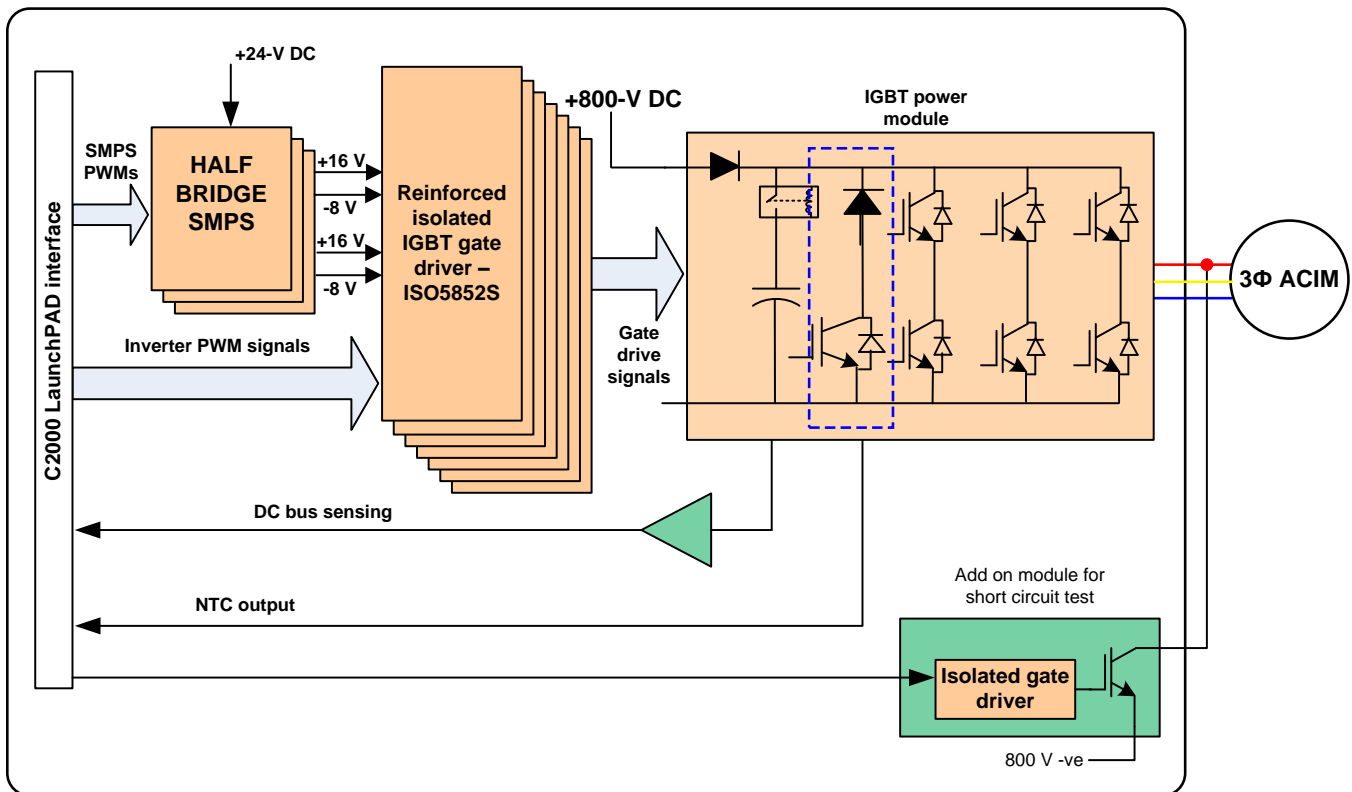 +24-V DC
SMPS
PWMs
HALF
BRIDGE
SMPS
+16 V
-8 V
+16 V
-8 V
Reinforced
isolated
IGBT gate
driver –
ISO5852S
+800-V DC
IGBT power
module
3Φ ACIM
C2000 LaunchPAD interface
Inverter PWM signals
Gate
drive
signals
DC bus sensing
NTC output
Add on module for
short circuit test
Isolated gate
driver
800 V -ve